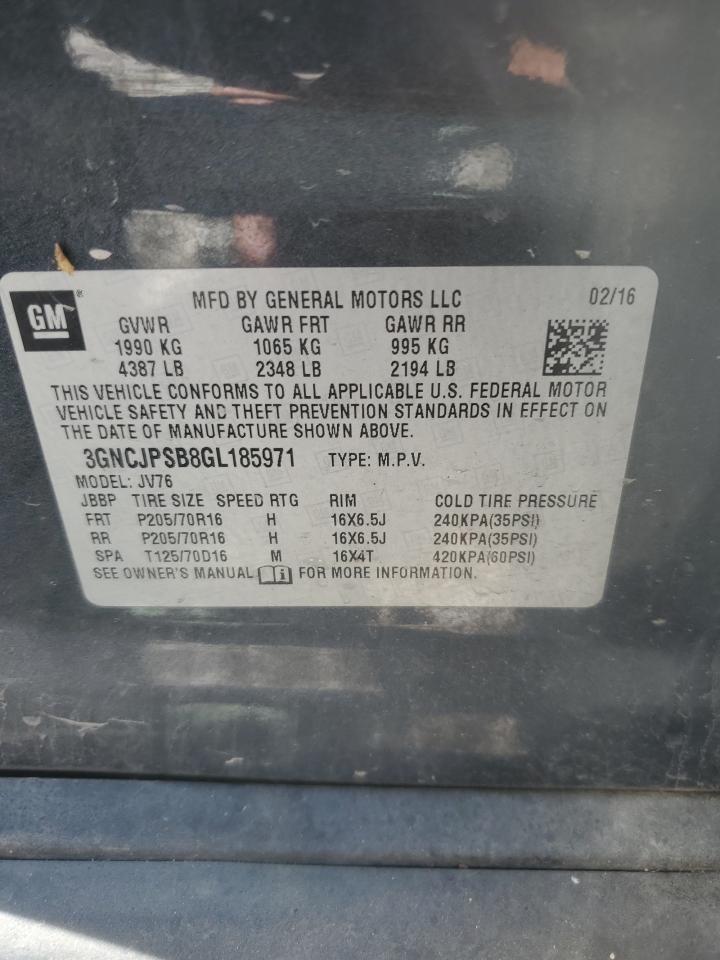 GM ® MFD BY GENERAL MOTORS LLC 02/16
GVWR GAWR FRT GAWR RR
1990 KG 1065 KG 995 KG
4387 LB 2348 LB 2194 LB
THIS VEHICLE CONFORMS TO ALL APPLICABLE U.S. FEDERAL MOTOR
VEHICLE SAFETY AND THEFT PREVENTION STANDARDS IN EFFECT ON
THE DATE OF MANUFACTURE SHOWN ABOVE.
3GNCJPSB8GL185971 TYPE: M.P.V.
MODEL: JV76
JBBP TIRE SIZE SPEED RTG RIM COLD TIRE PRESSURE
FRT P205/70R16 H 16X6.5J 240KPA(35PSI)
RR P205/70R16 H 16X6.5J 240KPA(35PSI)
SPA T125/70D16 M 16X4T 420KPA(60PSI)
SEE OWNER'S MANUAL i FOR MORE INFORMATION.